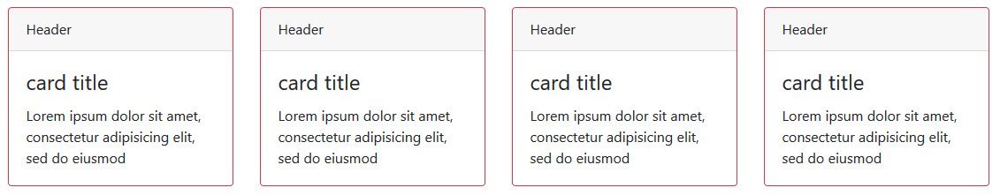 Header
card title
Lorem ipsum dolor sit amet,
consectetur adipisicing elit,
sed do eiusmod
Header
card title
Lorem ipsum dolor sit amet,
consectetur adipisicing elit,
sed do eiusmod
Header
card title
Lorem ipsum dolor sit amet,
consectetur adipisicing elit,
sed do eiusmod
Header
card title
Lorem ipsum dolor sit amet,
consectetur adipisicing elit,
sed do eiusmod